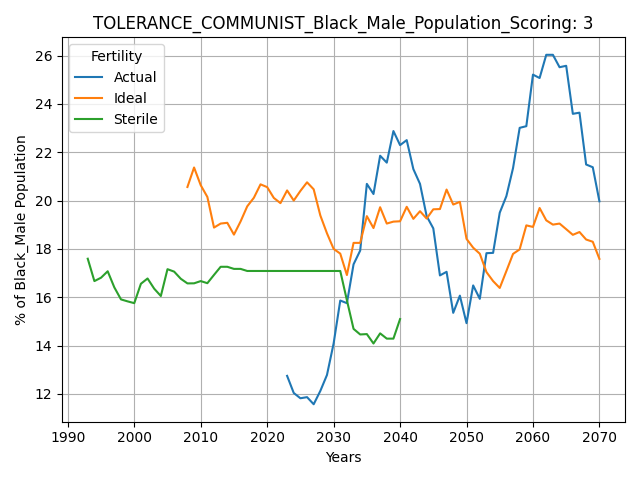 TOLERANCE_COMMUNIST_Black_Male_Population_Scoring: 3
Fertility
Actual
Ideal
Sterile
% of Black_Male Population
26
24
22
20
18
16
14
12
1990 2000 2010 2020 2030 2040 2050 2060 2070
Years